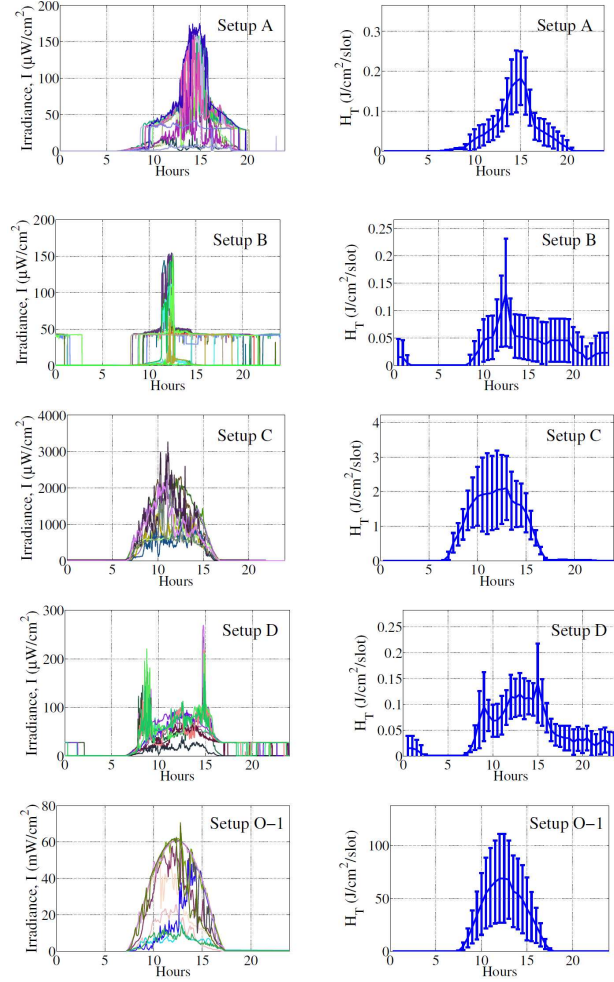 Setup A
Irradiance, I (μW/cm²)
200
150
100
50
0
0 5 10 15 20
Hours
Setup A
H_T (J/cm²/slot)
0.3
0.2
0.1
0
0 5 10 15 20
Hours
Setup B
Irradiance, I (μW/cm²)
200
150
100
50
0
0 5 10 15 20
Hours
Setup B
H_T (J/cm²/slot)
0.25
0.2
0.15
0.1
0.05
0
0 5 10 15 20
Hours
Setup C
Irradiance, I (μW/cm²)
4000
3000
2000
1000
0
0 5 10 15 20
Hours
Setup C
H_T (J/cm²/slot)
4
3
2
1
0
0 5 10 15 20
Hours
Setup D
Irradiance, I (μW/cm²)
300
200
100
0
0 5 10 15 20
Hours
Setup D
H_T (J/cm²/slot)
0.25
0.2
0.15
0.1
0.05
0
0 5 10 15 20
Hours
Setup O−1
Irradiance, I (mW/cm²)
80
60
40
20
0
0 5 10 15 20
Hours
Setup O−1
H_T (J/cm²/slot)
100
50
0
0 5 10 15 20
Hours